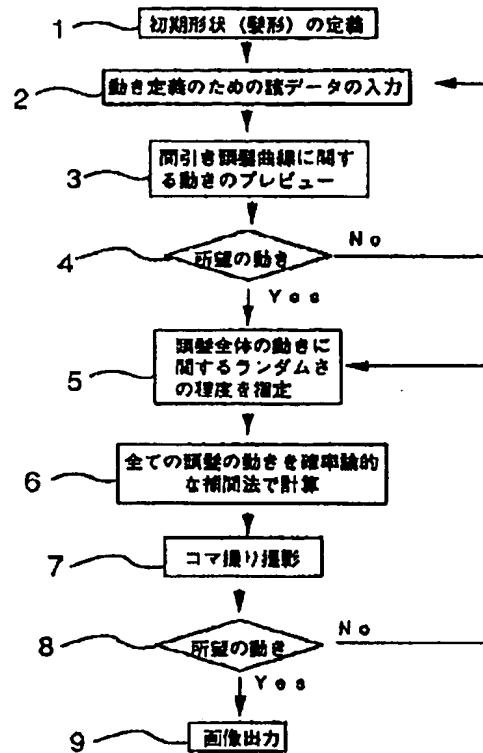 1 初期形状(髪形)の定義
2 動き定義のための諸データの入力
間引き頭髪曲線に関す
3 る動きのプレビュー
No
4 所望の動き
Yes
頭髪全体の動きに
5 関するランダムさ
の程度を指定
6 全ての頭髪の動きを確率論的
な補間法で計算
7 コマ撮り撮影
No
8 所望の動き
Yes
9 画像出力